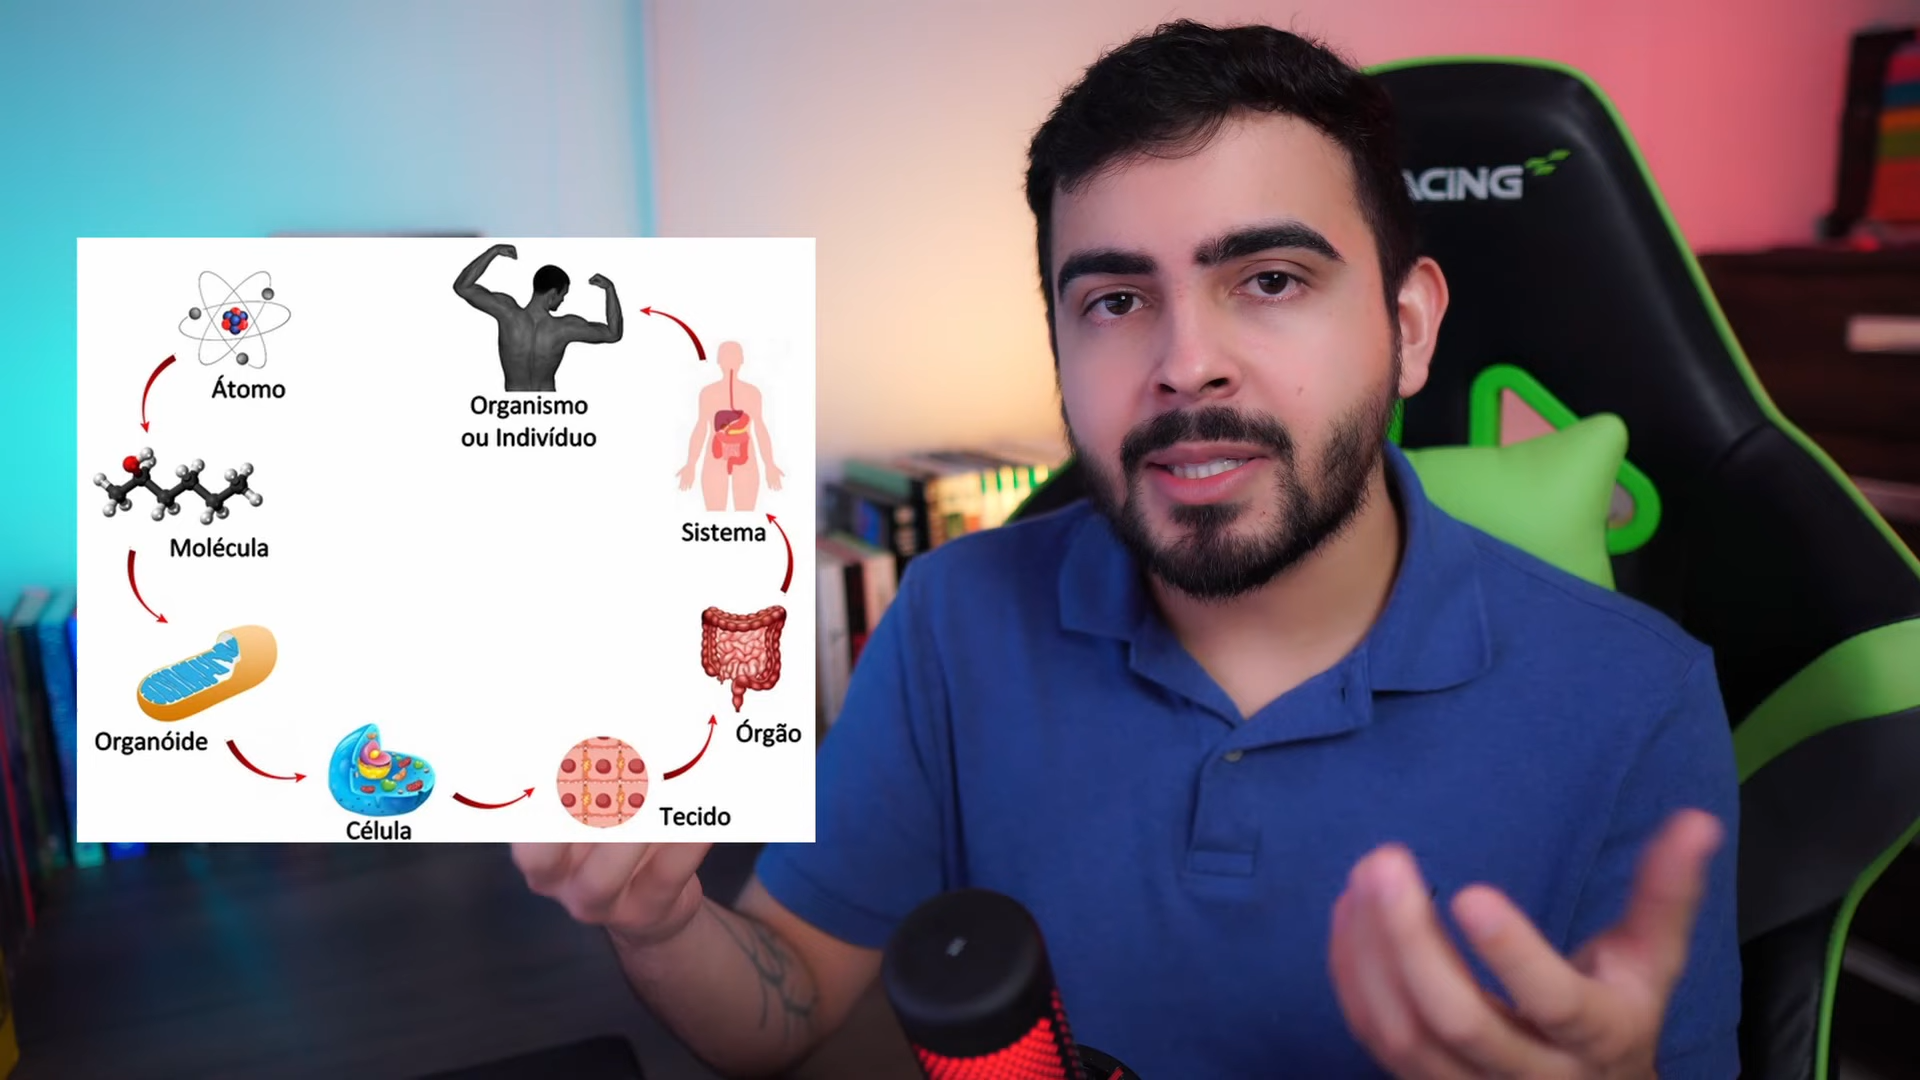 Átomo
Molécula
Organóide
Célula
Tecido
Órgão
Sistema
Organismo
ou Indivíduo
ACING